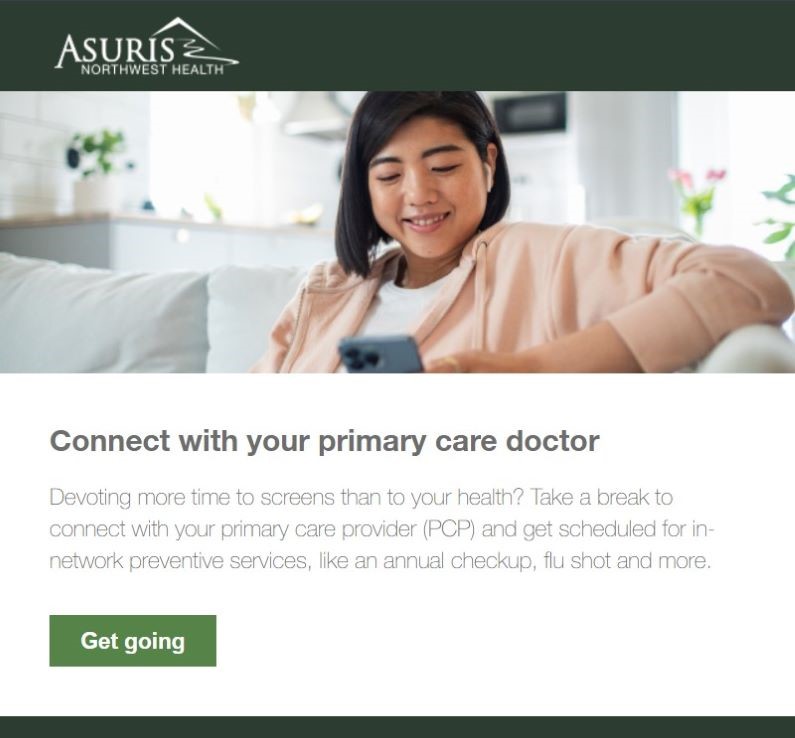 ASURIS
NORTHWEST HEALTH
Connect with your primary care doctor
Devoting more time to screens than to your health? Take a break to
connect with your primary care provider (PCP) and get scheduled for in-
network preventive services, like an annual checkup, flu shot and more.
Get going